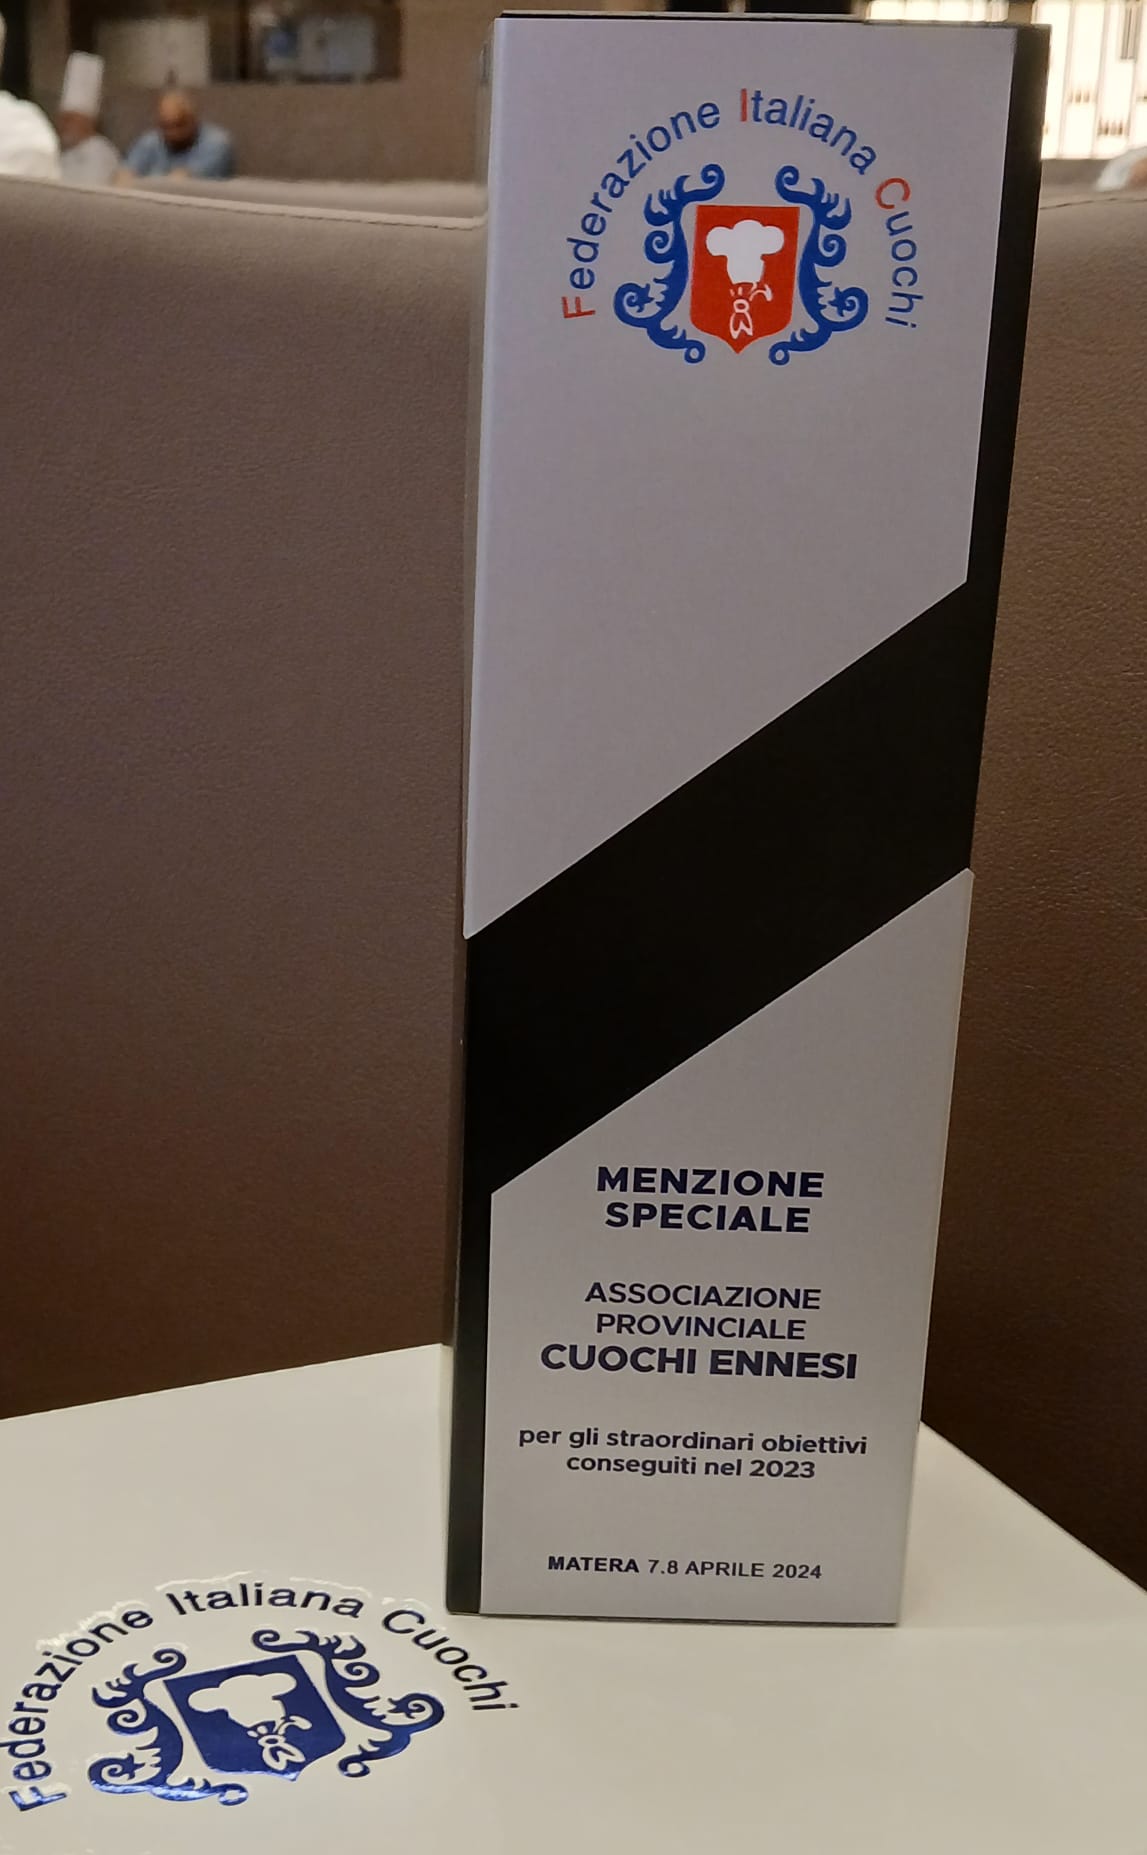 Federazione Italiana Cuochi
MENZIONE
SPECIALE
ASSOCIAZIONE
PROVINCIALE
CUOCHI ENNESI
per gli straordinari obiettivi
conseguiti nel 2023
MATERA 7.8 APRILE 2024
Federazione Italiana Cuochi